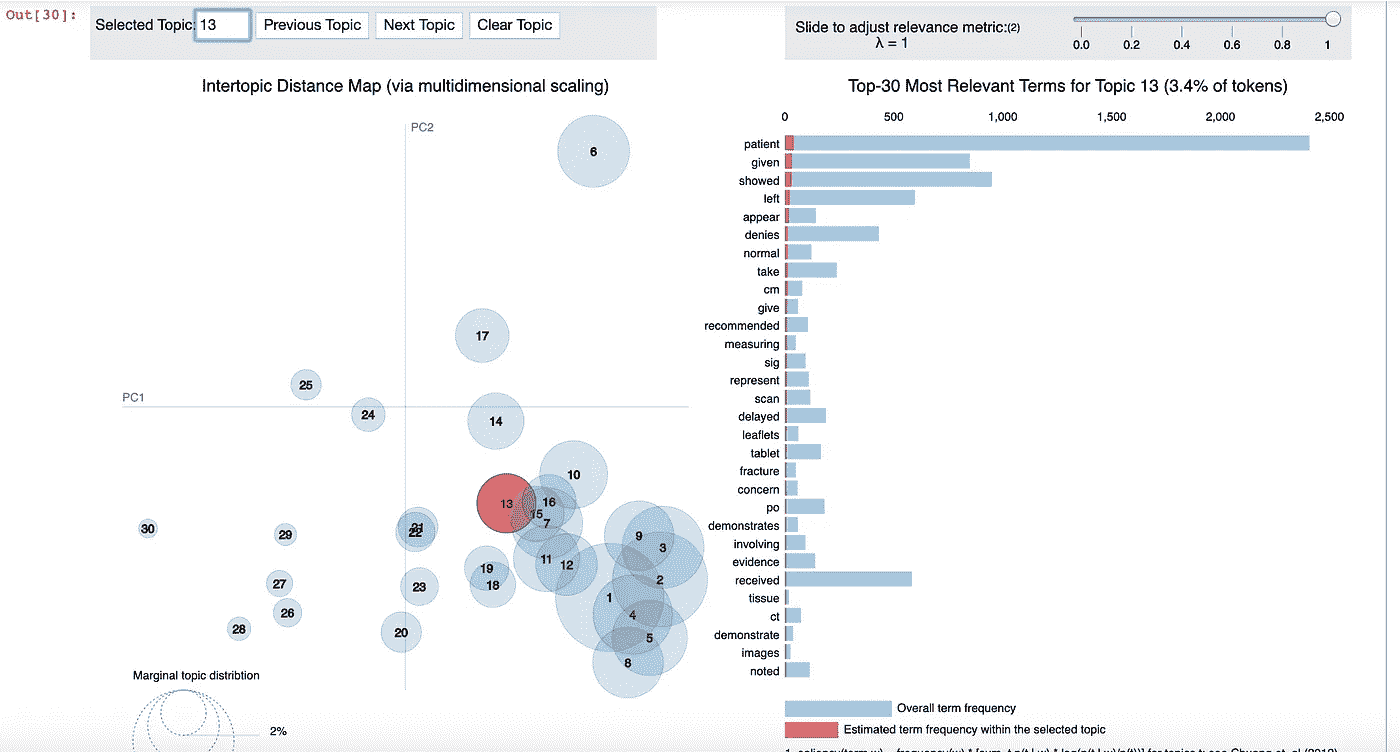 Out[30]:
Selected Topic: 13 Previous Topic Next Topic Clear Topic
Slide to adjust relevance metric:(2)
λ = 1
0.0 0.2 0.4 0.6 0.8 1
Intertopic Distance Map (via multidimensional scaling)
PC2
PC1
6
17
25
24
14
10
13
16
15
7
30
29
21
22
9
3
11
12
19
18
2
27
23
1
26
4
28
20
5
8
Marginal topic distribtion
2%
Top-30 Most Relevant Terms for Topic 13 (3.4% of tokens)
0 500 1,000 1,500 2,000 2,500
patient
given
showed
left
appear
denies
normal
take
cm
give
recommended
measuring
sig
represent
scan
delayed
leaflets
tablet
fracture
concern
po
demonstrates
involving
evidence
received
tissue
ct
demonstrate
images
noted
Overall term frequency
Estimated term frequency within the selected topic